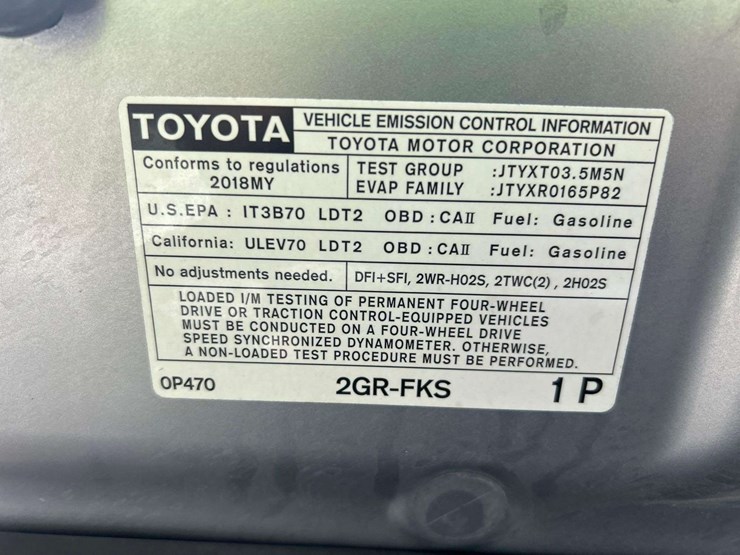 TOYOTA
VEHICLE EMISSION CONTROL INFORMATION
TOYOTA MOTOR CORPORATION
Conforms to regulations
2018MY
TEST GROUP :JTYXT03.5M5N
EVAP FAMILY :JTYXR0165P82
U.S.EPA : IT3B70 LDT2 OBD : CAII Fuel: Gasoline
California: ULEV70 LDT2 OBD : CAII Fuel: Gasoline
No adjustments needed.
DFI+SFI, 2WR-HO2S, 2TWC(2) , 2HO2S
LOADED I/M TESTING OF PERMANENT FOUR-WHEEL
DRIVE OR TRACTION CONTROL-EQUIPPED VEHICLES
MUST BE CONDUCTED ON A FOUR-WHEEL DRIVE
SPEED SYNCHRONIZED DYNAMOMETER. OTHERWISE,
A NON-LOADED TEST PROCEDURE MUST BE PERFORMED.
0P470
2GR-FKS
1 P